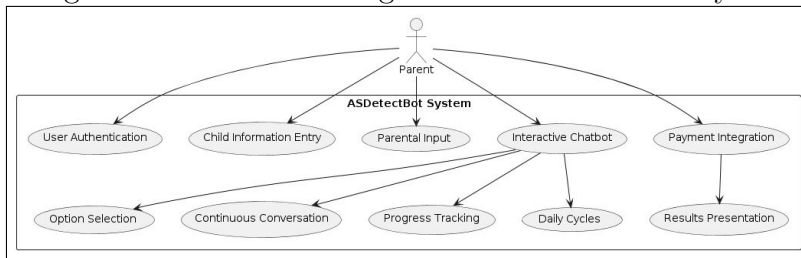 Parent
ASDetectBot System
User Authentication
Child Information Entry
Parental Input
Interactive Chatbot
Payment Integration
Option Selection
Continuous Conversation
Progress Tracking
Daily Cycles
Results Presentation